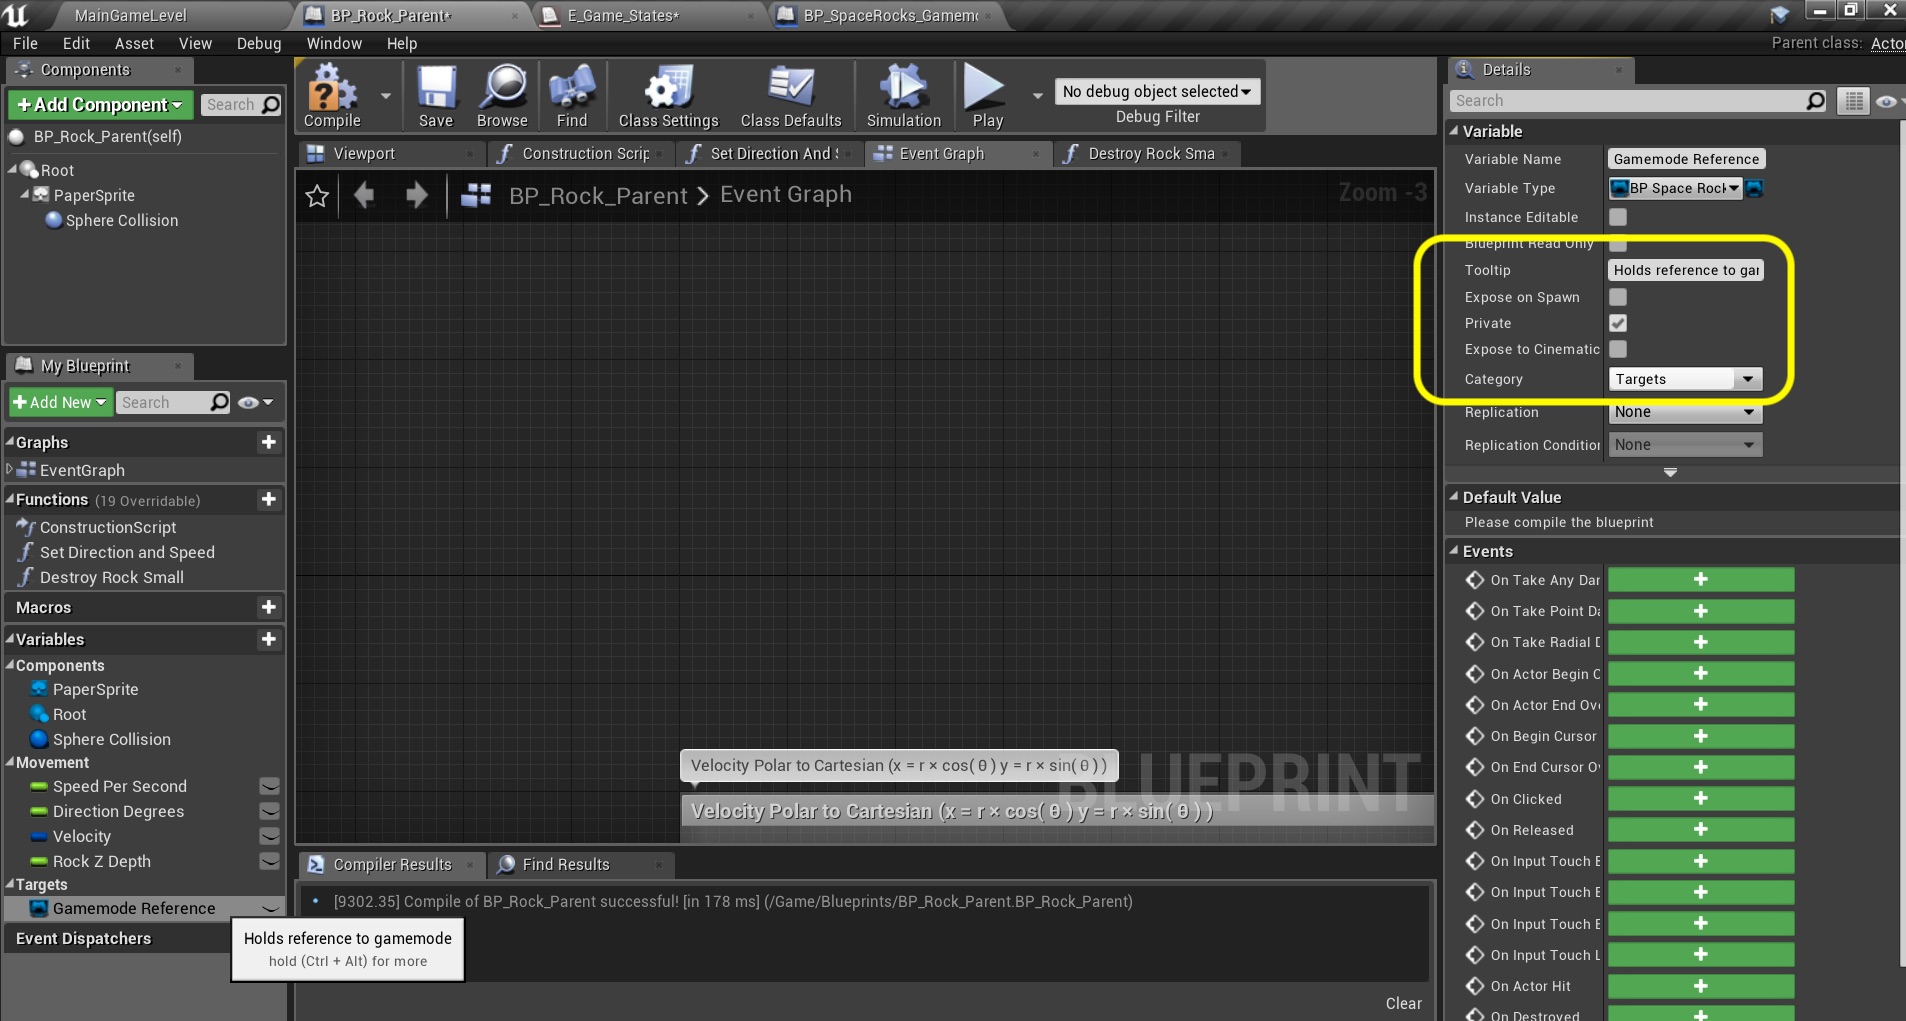 MainGameLevel
BP_Rock_Parent*
E_Game_States*
BP_SpaceRocks_Gamemo
File Edit Asset View Debug Window Help
Parent class: Actor
Components
+Add Component
Search
BP_Rock_Parent(self)
Root
PaperSprite
Sphere Collision
My Blueprint
+Add New
Search
Graphs
EventGraph
Functions (19 Overridable)
ConstructionScript
Set Direction and Speed
Destroy Rock Small
Macros
Variables
Components
PaperSprite
Root
Sphere Collision
Movement
Speed Per Second
Direction Degrees
Velocity
Rock Z Depth
Targets
Gamemode Reference
Event Dispatchers
Holds reference to gamemode
hold (Ctrl + Alt) for more
Compile
Save
Browse
Find
Class Settings
Class Defaults
Simulation
Play
No debug object selected
Debug Filter
Viewport
Construction Scrip
Set Direction And S
Event Graph
Destroy Rock Sma
BP_Rock_Parent > Event Graph
Zoom -3
Velocity Polar to Cartesian (x = r × cos( θ ) y = r × sin( θ ) )
BLUEPRINT
Velocity Polar to Cartesian (x = r × cos( θ ) y = r × sin( θ ) )
Compiler Results
Find Results
[9302.35] Compile of BP_Rock_Parent successful! [in 178 ms] (/Game/Blueprints/BP_Rock_Parent.BP_Rock_Parent)
Clear
Details
Search
Variable
Variable Name Gamemode Reference
Variable Type BP Space Rock
Instance Editable
Blueprint Read Only
Tooltip Holds reference to gar
Expose on Spawn
Private
Expose to Cinematic
Category Targets
Replication None
Replication Condition None
Default Value
Please compile the blueprint
Events
On Take Any Dar
On Take Point Da
On Take Radial D
On Actor Begin O
On Actor End Ove
On Begin Cursor
On End Cursor Ov
On Clicked
On Released
On Input Touch B
On Input Touch E
On Input Touch E
On Input Touch L
On Actor Hit
On Destroyed